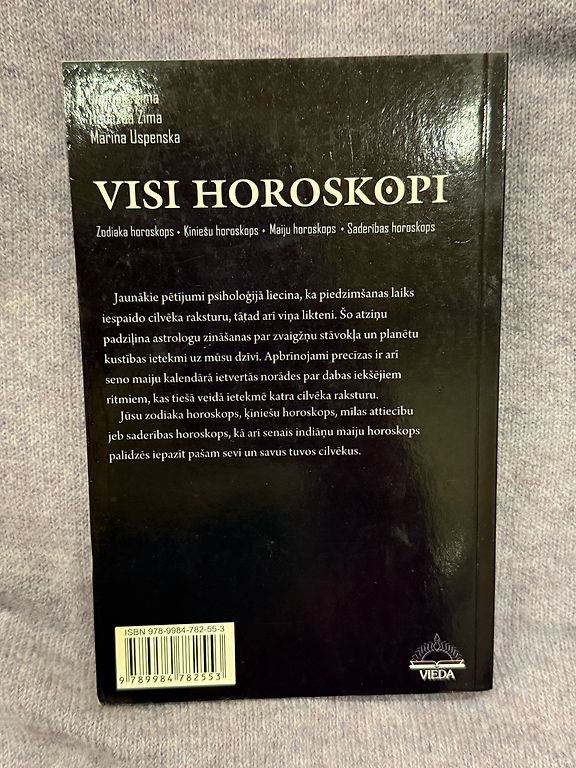 Zima
Zima
Marina Uspenska
VISI HOROSKOPI
Zodiaka horoskops • Ķīniešu horoskops • Maiju horoskops • Saderības horoskops
Jaunākie pētījumi psiholoģijā liecina, ka piedzimšanas laiks
iespaido cilvēka raksturu, tātad arī viņa likteni. Šo atziņu
padziļina astrologu zināšanas par zvaigžņu stāvokļa un planētu
kustības ietekmi uz mūsu dzīvi. Apbrīnojami precīzas ir arī
seno maiju kalendārā ietvertās norādes par dabas iekšējiem
ritmiem, kas tiešā veidā ietekmē katra cilvēka raksturu.
Jūsu zodiaka horoskops, ķīniešu horoskops, mīlas attiecību
jeb saderības horoskops, kā arī senais indiāņu maiju horoskops
palīdzēs iepazīt pašam sevi un savus tuvos cilvēkus.
ISBN 978-9984-782-55-3
9 789984 782553
VIEDA